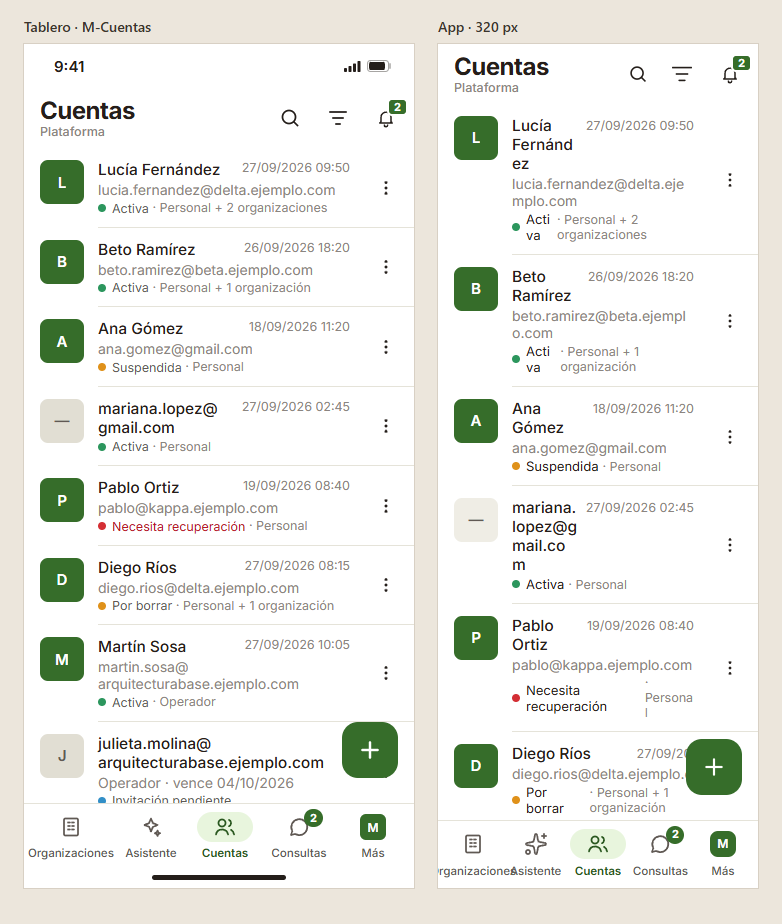 Tablero · M-Cuentas
9:41
Cuentas
Plataforma
2
L
Lucía Fernández
27/09/2026 09:50
lucia.fernandez@delta.ejemplo.com
Activa · Personal + 2 organizaciones
B
Beto Ramírez
26/09/2026 18:20
beto.ramirez@beta.ejemplo.com
Activa · Personal + 1 organización
A
Ana Gómez
18/09/2026 11:20
ana.gomez@gmail.com
Suspendida · Personal
—
mariana.lopez@
gmail.com
27/09/2026 02:45
Activa · Personal
P
Pablo Ortiz
19/09/2026 08:40
pablo@kappa.ejemplo.com
Necesita recuperación · Personal
D
Diego Ríos
27/09/2026 08:15
diego.rios@delta.ejemplo.com
Por borrar · Personal + 1 organización
M
Martín Sosa
27/09/2026 10:05
martin.sosa@
arquitecturabase.ejemplo.com
Activa · Operador
J
julieta.molina@
arquitecturabase.ejemplo.com
Operador · vence 04/10/2026
Invitación pendiente
+
Organizaciones
Asistente
Cuentas
2
Consultas
M
Más
App · 320 px
Cuentas
Plataforma
2
L
Lucía
Fernánd
ez
27/09/2026 09:50
lucia.fernandez@delta.eje
mplo.com
Acti
va
· Personal + 2
organizaciones
B
Beto
Ramírez
26/09/2026 18:20
beto.ramirez@beta.ejempl
o.com
Acti
va
· Personal + 1
organización
A
Ana
Gómez
18/09/2026 11:20
ana.gomez@gmail.com
Suspendida · Personal
—
mariana.
lopez@g
mail.co
m
27/09/2026 02:45
Activa · Personal
P
Pablo
Ortiz
19/09/2026 08:40
pablo@kappa.ejemplo.com
Necesita
recuperación
·
Persona
l
D
Diego Ríos
27/09/20
diego.rios@delta.ejemplo.
Por
borrar
· Personal + 1
organización
+
rganizaciones
Asistente
Cuentas
2
Consultas
M
Más